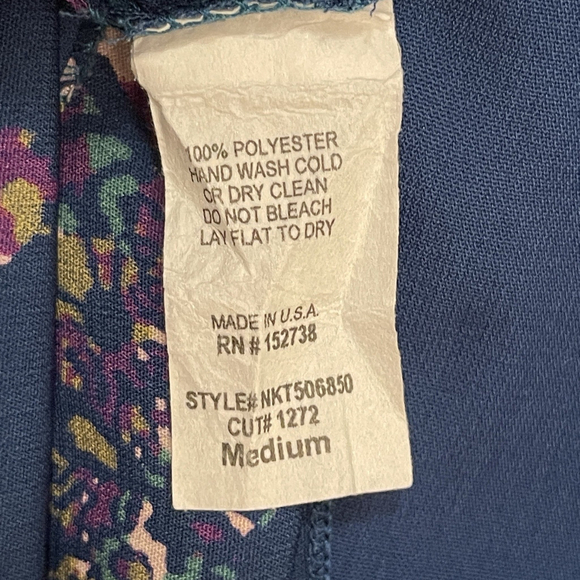 100% POLYESTER
HAND WASH COLD
OR DRY CLEAN
DO NOT BLEACH
LAY FLAT TO DRY
MADE IN U.S.A.
RN # 152738
STYLE# NKT506850
CUT# 1272
Medium